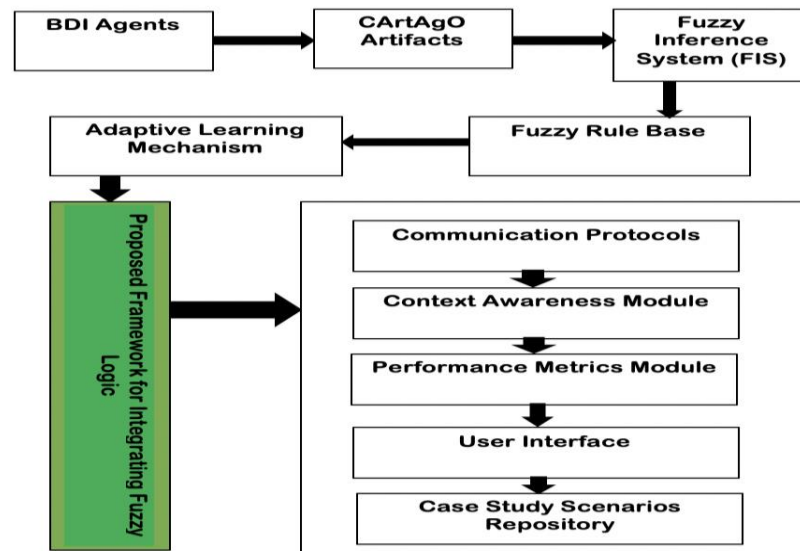 BDI Agents
CArtAgO
Artifacts
Fuzzy
Inference
System (FIS)
Adaptive Learning
Mechanism
Fuzzy Rule Base
Proposed Framework for Integrating Fuzzy
Logic
Communication Protocols
Context Awareness Module
Performance Metrics Module
User Interface
Case Study Scenarios
Repository